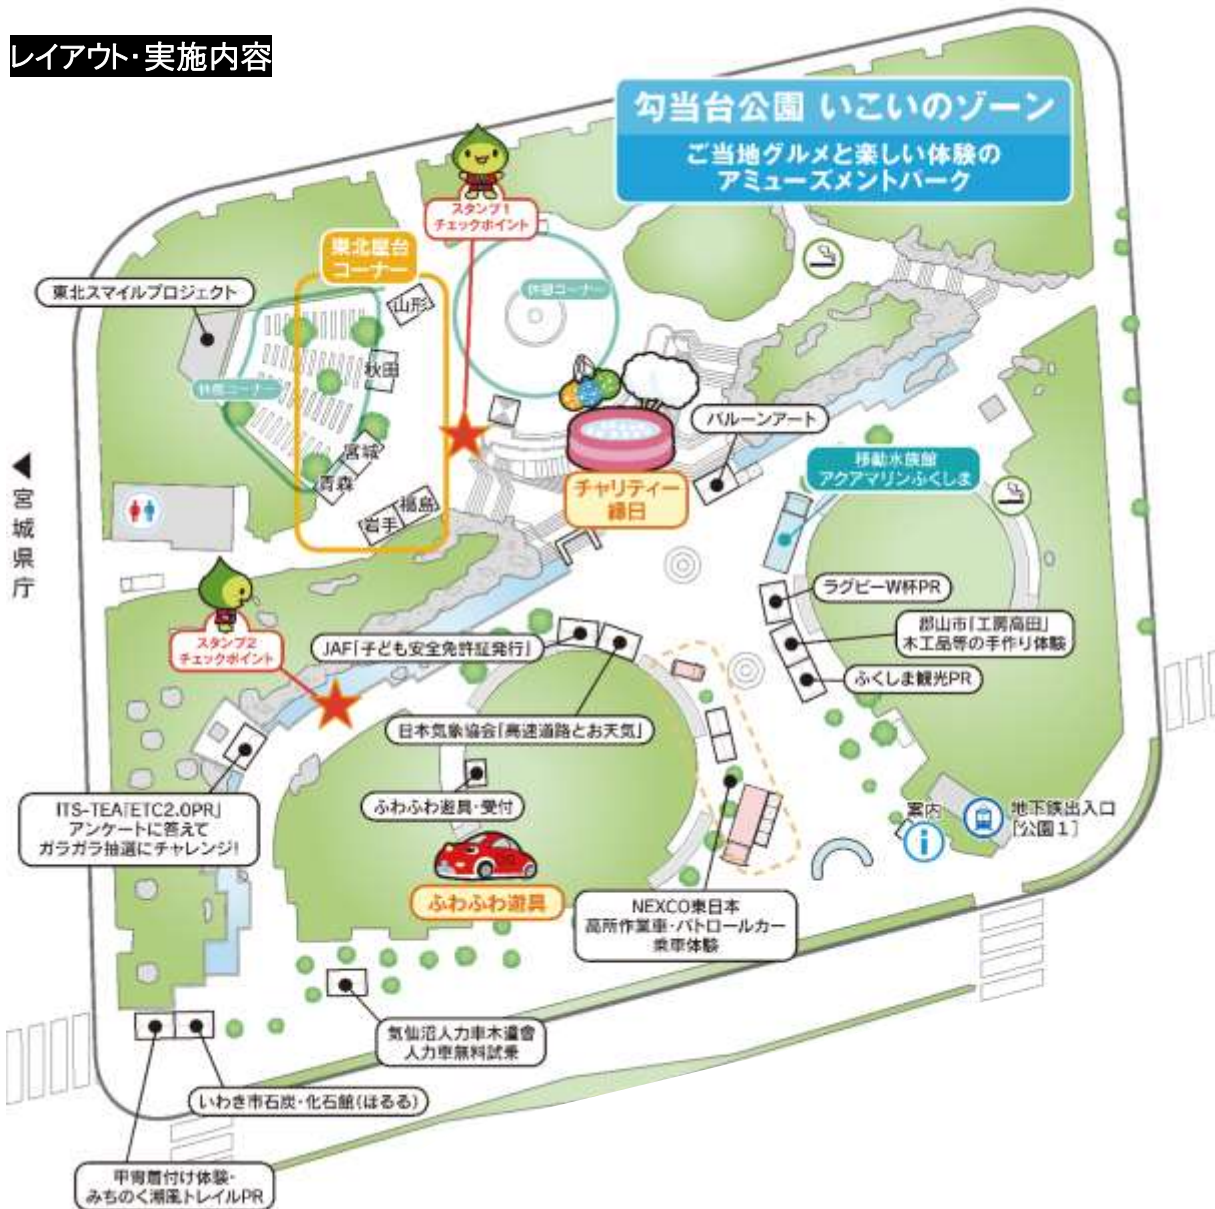 レイアウト・実施内容
勾当台公園 いこいのゾーン
ご当地グルメと楽しい体験の
アミューズメントパーク
スタンプ1
チェックポイント
東北屋台
コーナー
東北スマイルプロジェクト
山形
休憩コーナー
秋田
休憩コーナー
バルーンアート
宮城
青森
移動水族館
アクアマリンふくしま
チャリティー
縁日
福島
岩手
◀宮城県庁
ラグビーW杯PR
スタンプ2
チェックポイント
JAF「子ども安全免許証発行」
郡山市「工房高田」
木工品等の手作り体験
ふくしま観光PR
日本気象協会「高速道路とお天気」
ITS-TEA「ETC2.0PR」
アンケートに答えて
ガラガラ抽選にチャレンジ!
ふわふわ遊具・受付
案内
地下鉄出入口
[公園1]
ふわふわ遊具
NEXCO東日本
高所作業車・パトロールカー
乗車体験
気仙沼人力車木遣會
人力車無料試乗
いわき市石炭・化石館(ほるる)
甲冑着付け体験・
みちのく潮風トレイルPR